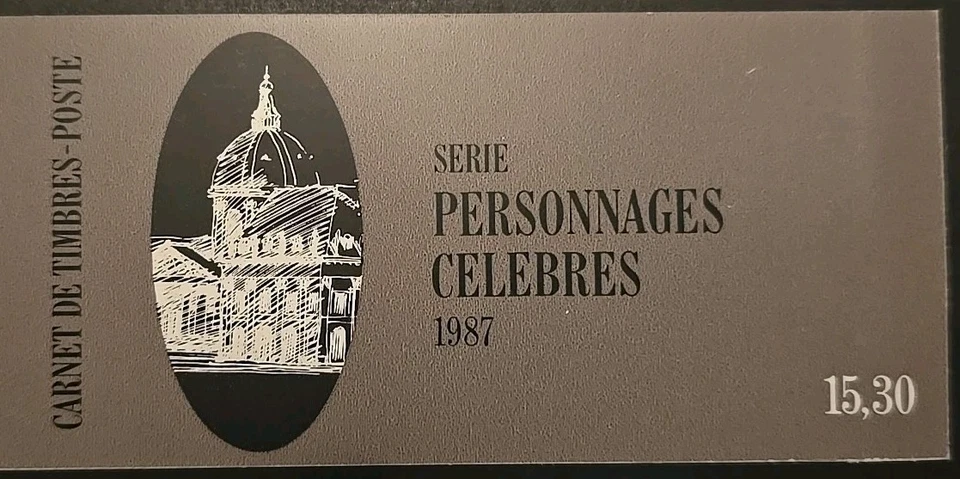 CARNET DE TIMBRES-POSTE
SERIE
PERSONNAGES
CELEBRES
1987
15,30